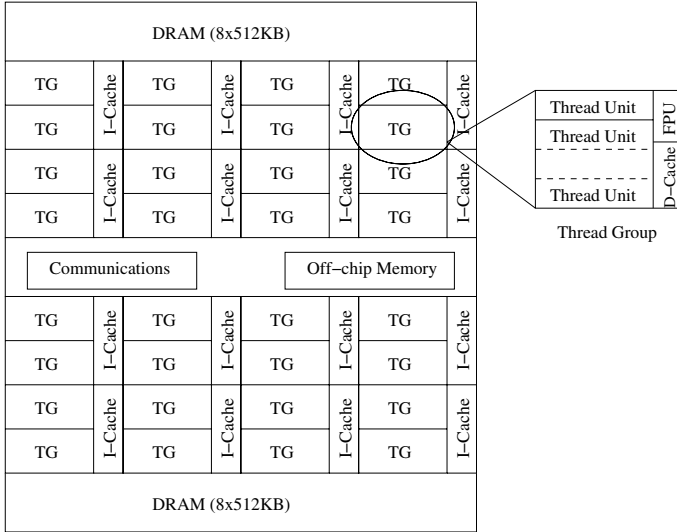 DRAM (8x512KB)
TG I−Cache TG I−Cache TG I−Cache TG I−Cache
TG TG TG TG
TG I−Cache TG I−Cache TG I−Cache TG I−Cache
TG TG TG TG
Thread Unit
Thread Unit
Thread Unit
FPU
D−Cache
Thread Group
Communications
Off−chip Memory
TG I−Cache TG I−Cache TG I−Cache TG I−Cache
TG TG TG TG
TG I−Cache TG I−Cache TG I−Cache TG I−Cache
TG TG TG TG
DRAM (8x512KB)